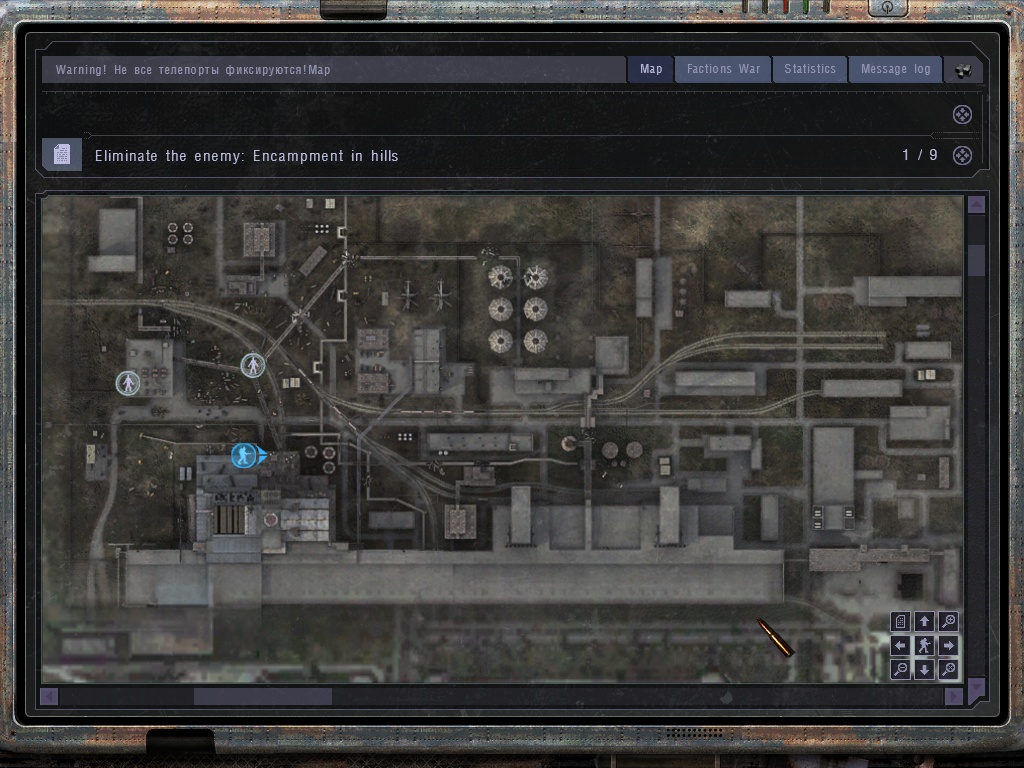 Warning! Не все телепорты фиксируются!Map
Map
Factions War
Statistics
Message log
Eliminate the enemy: Encampment in hills
1 / 9